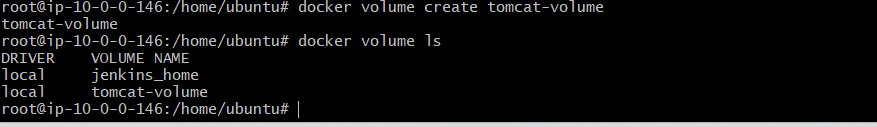 root@ip-10-0-0-146:/home/ubuntu# docker volume create tomcat-volume
tomcat-volume
root@ip-10-0-0-146:/home/ubuntu# docker volume ls
DRIVER    VOLUME NAME
local     jenkins_home
local     tomcat-volume
root@ip-10-0-0-146:/home/ubuntu#